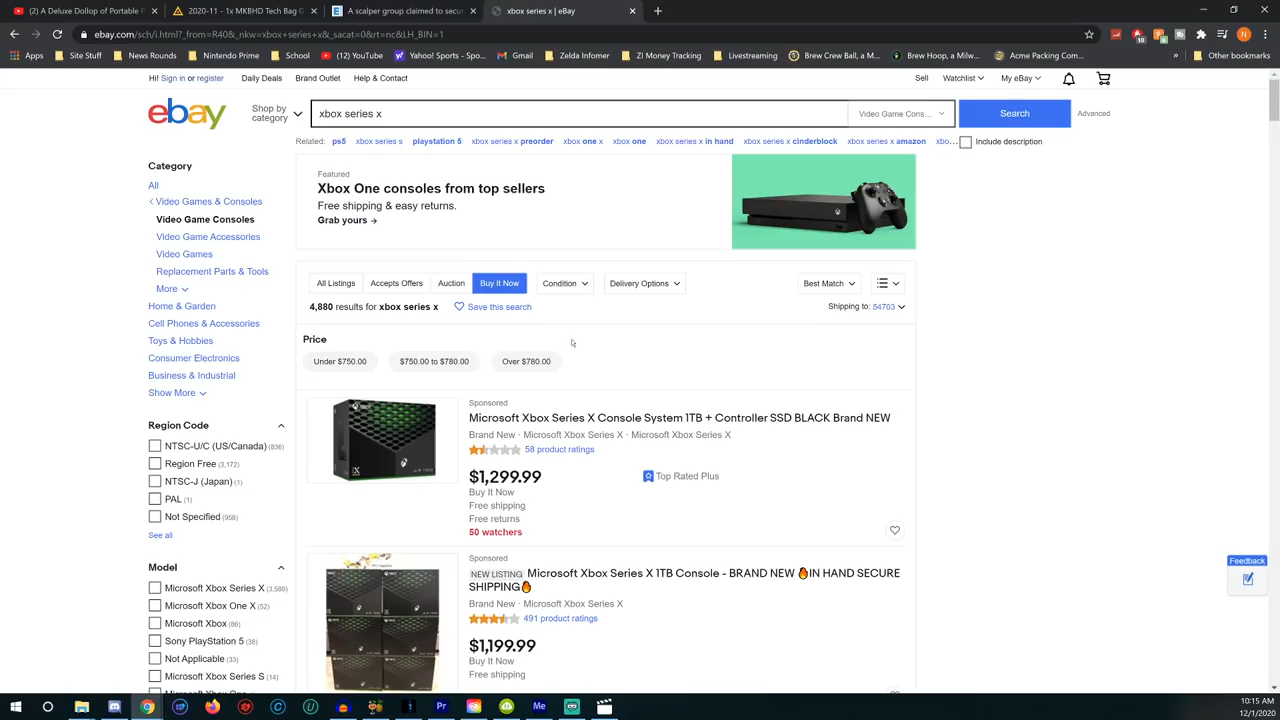 (2) A Deluxe Dollop of Portable P
2020-11 - 1x MKBHD Tech Bag G
A scalper group claimed to secur
xbox series x | eBay
ebay.com/sch/i.html?_from=R40&_nkw=xbox+series+x&_sacat=0&rt=nc&LH_BIN=1
Apps
Site Stuff
News Rounds
Nintendo Prime
School
(12) YouTube
Yahoo! Sports - Spo...
Gmail
Zelda Infomer
ZI Money Tracking
Livestreaming
Brew Crew Ball, a M...
Brew Hoop, a Milw...
Acme Packing Com...
»
Other bookmarks
Hi! Sign in or register
Daily Deals
Brand Outlet
Help & Contact
Sell
Watchlist
My eBay
ebay
Shop by category
xbox series x
Video Game Cons...
Search
Advanced
Related: ps5 xbox series s playstation 5 xbox series x preorder xbox one x xbox one xbox series x in hand xbox series x cinderblock xbox series x amazon xbo...
Include description
Category
All
Video Games & Consoles
Video Game Consoles
Video Game Accessories
Video Games
Replacement Parts & Tools
More
Home & Garden
Cell Phones & Accessories
Toys & Hobbies
Consumer Electronics
Business & Industrial
Show More
Region Code
NTSC-U/C (US/Canada) (836)
Region Free (3,172)
NTSC-J (Japan) (1)
PAL (1)
Not Specified (958)
See all
Model
Microsoft Xbox Series X (3,589)
Microsoft Xbox One X (52)
Microsoft Xbox (86)
Sony PlayStation 5 (38)
Not Applicable (33)
Microsoft Xbox Series S (14)
Featured
Xbox One consoles from top sellers
Free shipping & easy returns.
Grab yours →
All Listings
Accepts Offers
Auction
Buy It Now
Condition
Delivery Options
Best Match
4,880 results for xbox series x
Save this search
Shipping to: 54703
Price
Under $750.00
$750.00 to $780.00
Over $780.00
Sponsored
Microsoft Xbox Series X Console System 1TB + Controller SSD BLACK Brand NEW
Brand New · Microsoft Xbox Series X · Microsoft Xbox Series X
58 product ratings
$1,299.99
Top Rated Plus
Buy It Now
Free shipping
Free returns
50 watchers
Sponsored
NEW LISTING Microsoft Xbox Series X 1TB Console - BRAND NEW 🔥IN HAND SECURE
SHIPPING🔥
Brand New · Microsoft Xbox Series X
491 product ratings
$1,199.99
Buy It Now
Free shipping
Feedback
10:15 AM
12/1/2020